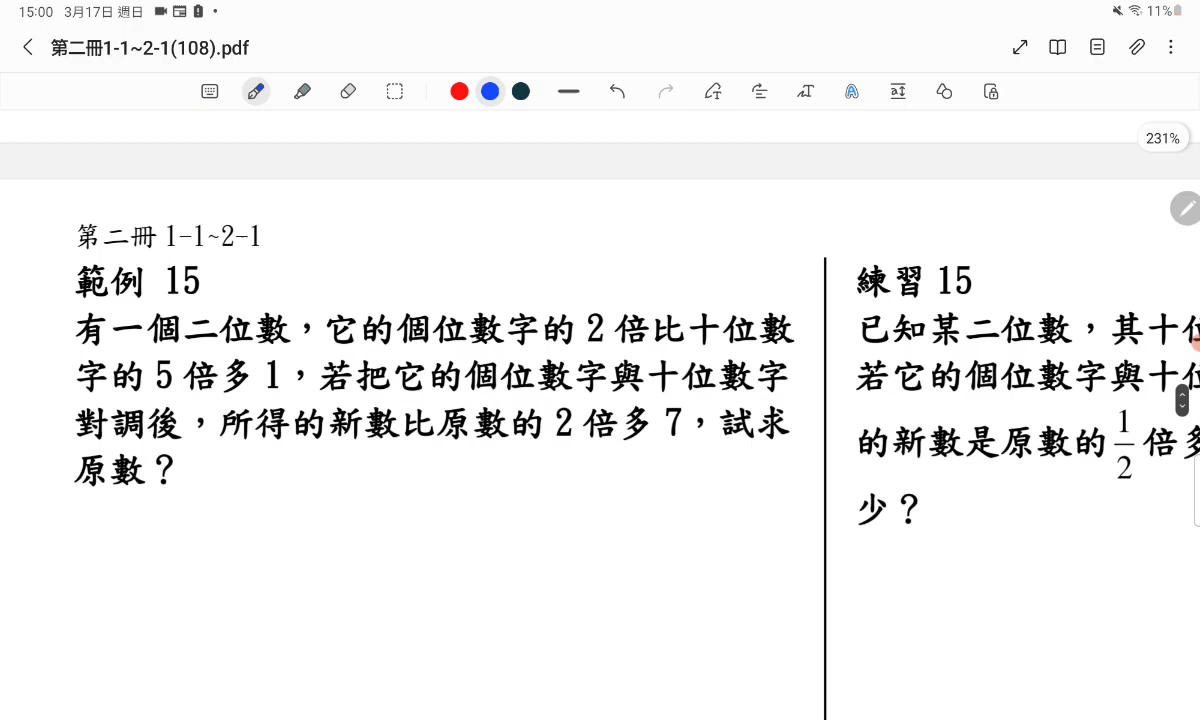 15:00 3月17日 週日
11%
第二冊1-1~2-1(108).pdf
231%
第二冊 1-1~2-1
範例 15
有一個二位數，它的個位數字的 2 倍比十位數
字的 5 倍多 1，若把它的個位數字與十位數字
對調後，所得的新數比原數的 2 倍多 7，試求
原數？
練習 15
已知某二位數，其十位
若它的個位數字與十位
的新數是原數的 1/2 倍多
少？